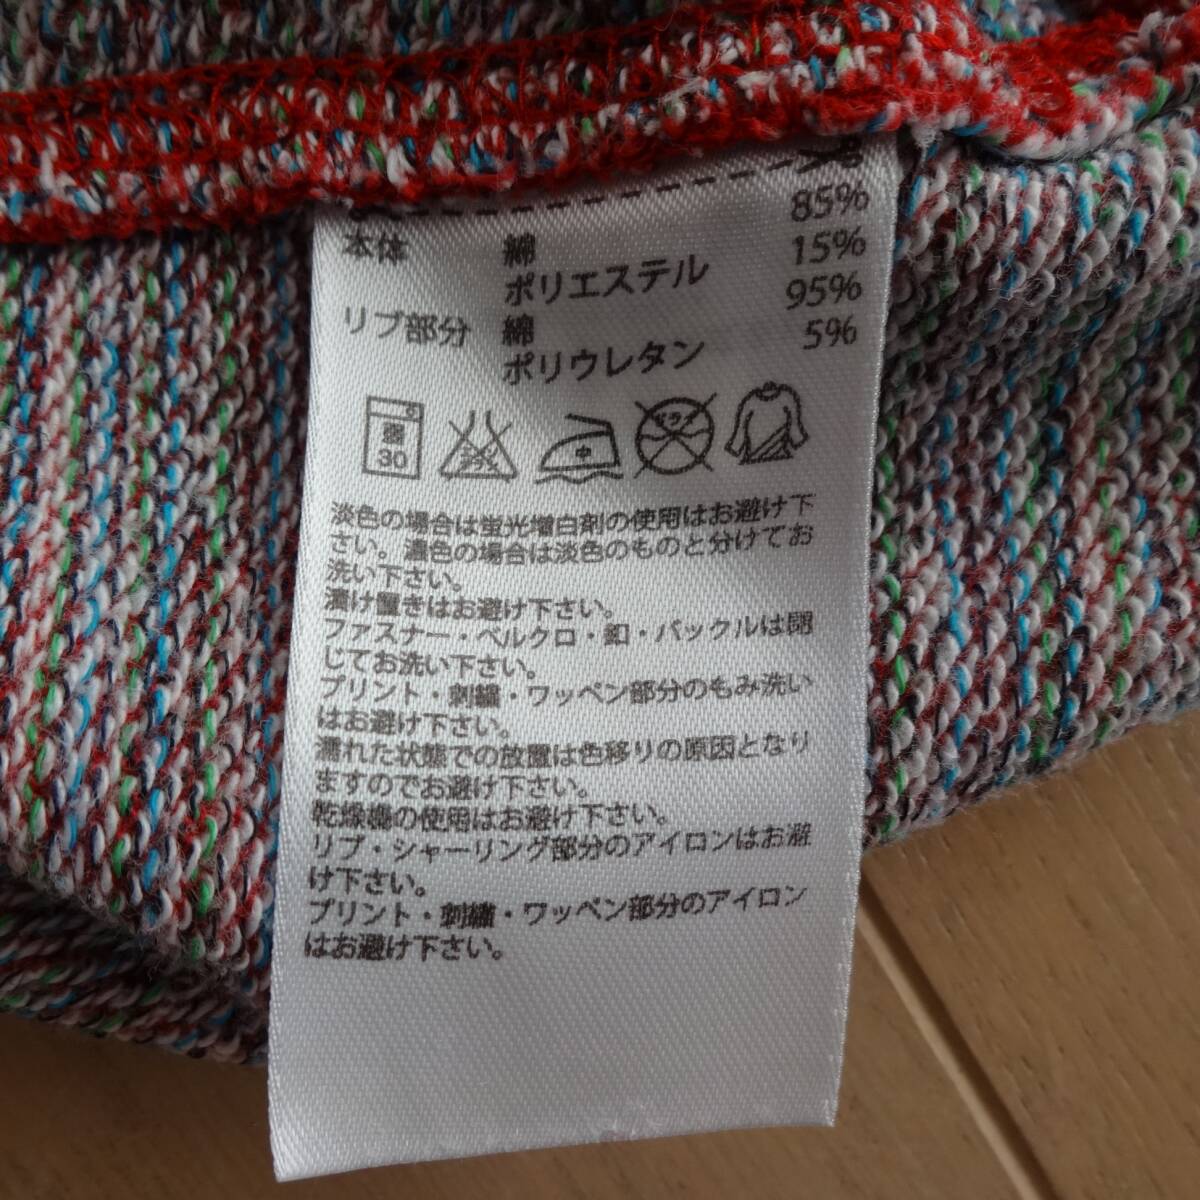 本体 綿 85%
ポリエステル 15%
リブ部分 綿 95%
ポリウレタン 5%
30
中
淡色の場合は蛍光増白剤の使用はお避け下
さい。濃色の場合は淡色のものと分けてお
洗い下さい。
漬け置きはお避け下さい。
ファスナー・ベルクロ・釦・バックルは閉
じてお洗い下さい。
プリント・刺繍・ワッペン部分のもみ洗い
はお避け下さい。
濡れた状態での放置は色移りの原因となり
ますのでお避け下さい。
乾燥機の使用はお避け下さい。
リブ・シャーリング部分のアイロンはお避
け下さい。
プリント・刺繍・ワッペン部分のアイロン
はお避け下さい。